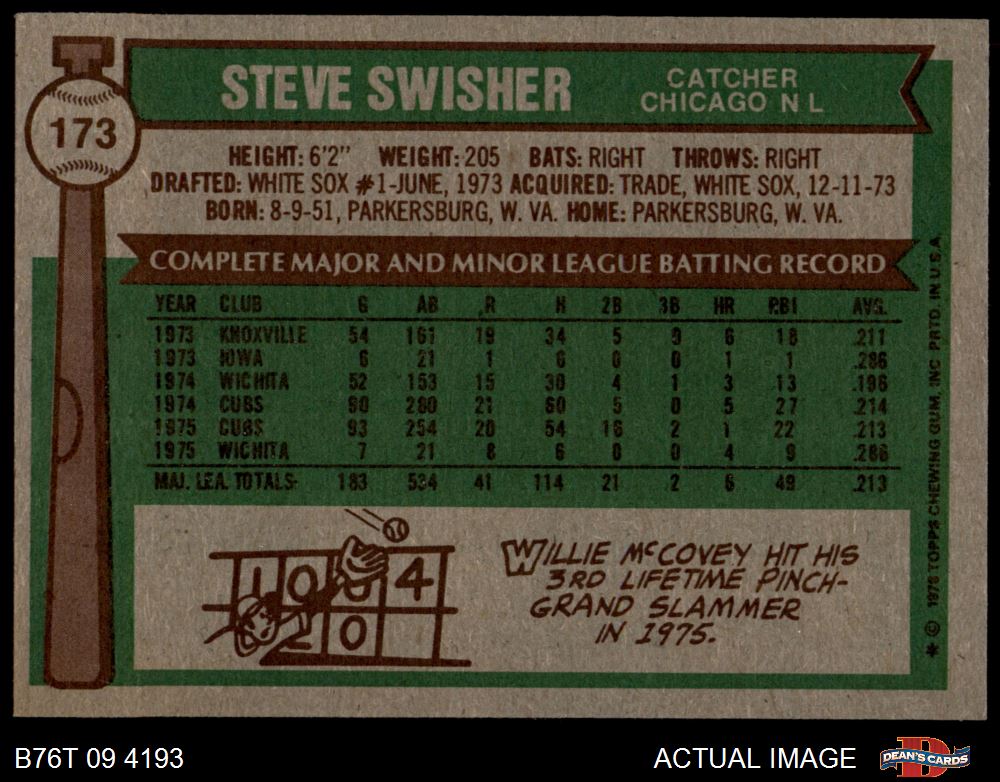 173
STEVE SWISHER
CATCHER
CHICAGO N L
HEIGHT: 6'2" WEIGHT: 205 BATS: RIGHT THROWS: RIGHT
DRAFTED: WHITE SOX #1-JUNE, 1973 ACQUIRED: TRADE, WHITE SOX, 12-11-73
BORN: 8-9-51, PARKERSBURG, W. VA. HOME: PARKERSBURG, W. VA.
COMPLETE MAJOR AND MINOR LEAGUE BATTING RECORD
YEAR CLUB G AB R H 2B 3B HR RBI AVG.
1973 KNOXVILLE 54 161 19 34 5 0 6 18 .211
1973 IOWA 6 21 1 6 0 0 1 1 .286
1974 WICHITA 52 153 15 30 4 1 3 13 .196
1974 CUBS 90 280 21 60 5 0 5 27 .214
1975 CUBS 93 254 20 54 16 2 1 22 .213
1975 WICHITA 7 21 8 6 0 0 4 9 .286
MAJ. LEA. TOTALS 183 534 41 114 21 2 6 49 .213
10 4
20
WILLIE McCOVEY HIT HIS
3RD LIFETIME PINCH-
GRAND SLAMMER
IN 1975.
* © 1976 TOPPS CHEWING GUM, INC PRTD. IN U.S.A.
B76T 09 4193
ACTUAL IMAGE
DEAN'S CARDS